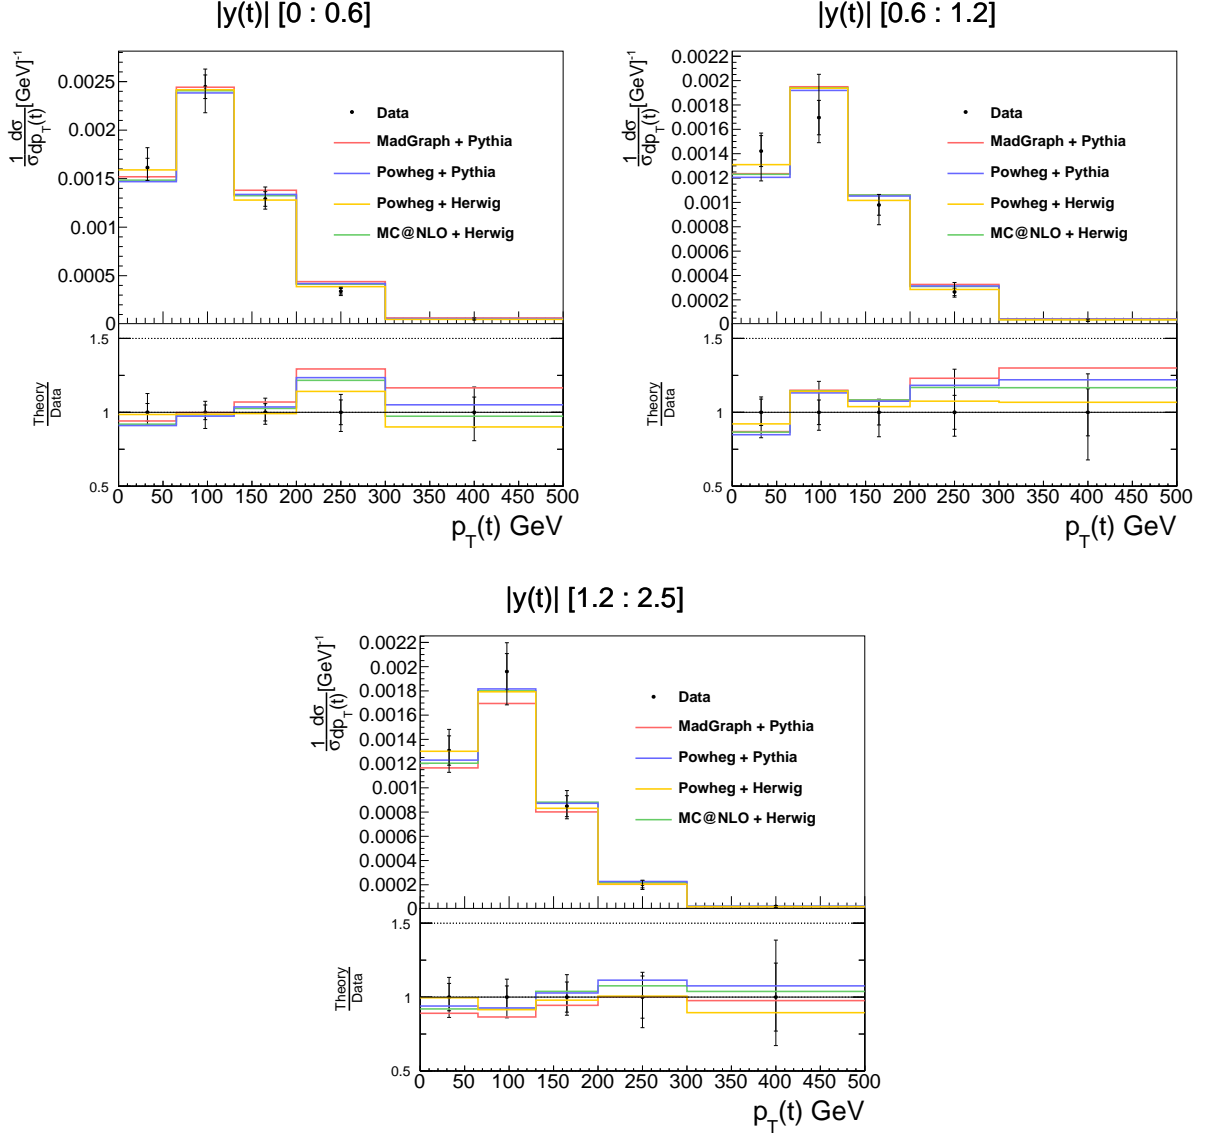 |y(t)| [0 : 0.6]
1/σ dσ/dp_T(t) [GeV]^-1
0.0025
0.002
0.0015
0.001
0.0005
0
Data
MadGraph + Pythia
Powheg + Pythia
Powheg + Herwig
MC@NLO + Herwig
Theory
Data
1.5
1
0.5
0 50 100 150 200 250 300 350 400 450 500
p_T(t) GeV
|y(t)| [0.6 : 1.2]
1/σ dσ/dp_T(t) [GeV]^-1
0.0022
0.002
0.0018
0.0016
0.0014
0.0012
0.001
0.0008
0.0006
0.0004
0.0002
0
Data
MadGraph + Pythia
Powheg + Pythia
Powheg + Herwig
MC@NLO + Herwig
Theory
Data
1.5
1
0.5
0 50 100 150 200 250 300 350 400 450 500
p_T(t) GeV
|y(t)| [1.2 : 2.5]
1/σ dσ/dp_T(t) [GeV]^-1
0.0022
0.002
0.0018
0.0016
0.0014
0.0012
0.001
0.0008
0.0006
0.0004
0.0002
0
Data
MadGraph + Pythia
Powheg + Pythia
Powheg + Herwig
MC@NLO + Herwig
Theory
Data
1.5
1
0.5
0 50 100 150 200 250 300 350 400 450 500
p_T(t) GeV